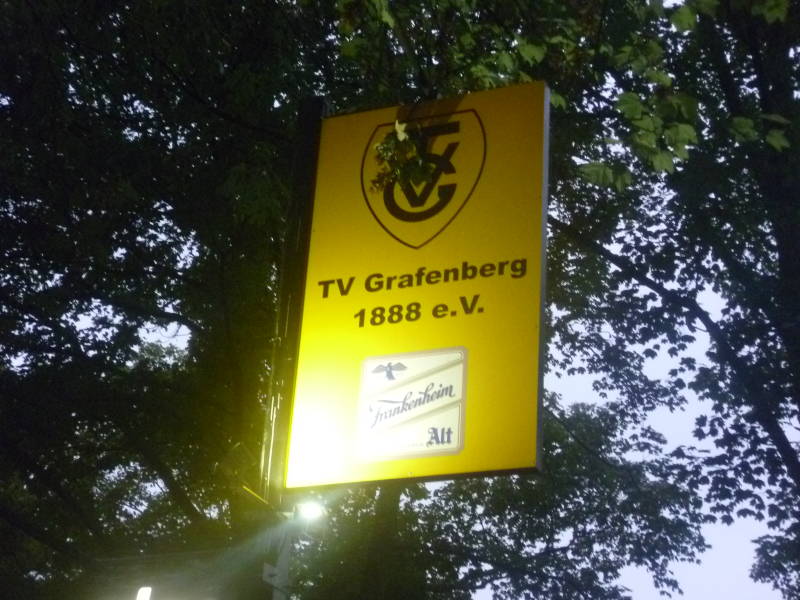 TV Grafenberg
1888 e.V.
Frankenheim
Alt